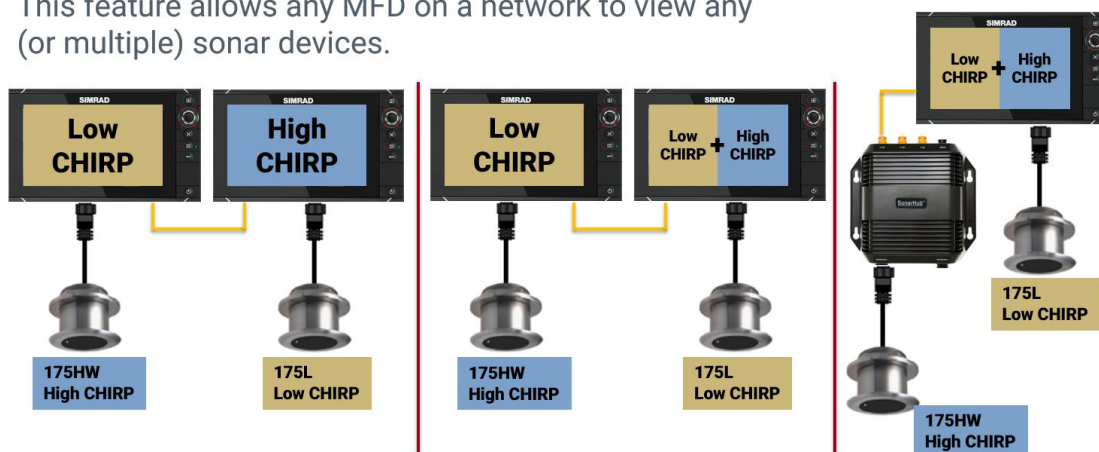 This feature allows any MFD on a network to view any
(or multiple) sonar devices.
SIMRAD
Low
CHIRP
SIMRAD
High
CHIRP
175HW
High CHIRP
175L
Low CHIRP
SIMRAD
Low
CHIRP
SIMRAD
Low
CHIRP
+
High
CHIRP
175HW
High CHIRP
175L
Low CHIRP
SIMRAD
Low
CHIRP
+
High
CHIRP
SonarHub
175L
Low CHIRP
175HW
High CHIRP